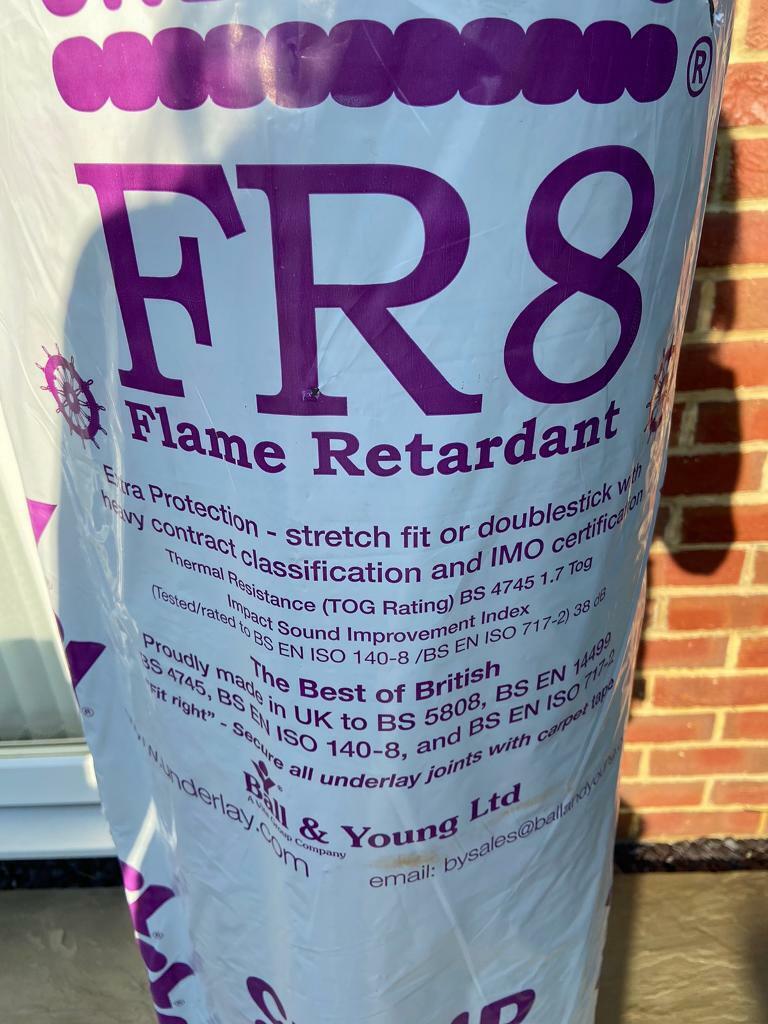 ®
FR8
Flame Retardant
Extra Protection - stretch fit or doublestick with
heavy contract classification and IMO certification
Thermal Resistance (TOG Rating) BS 4745 1.7 Tog
Impact Sound Improvement Index
(Tested/rated to BS EN ISO 140-8 /BS EN ISO 717-2) 38 dB
The Best of British
Proudly made in UK to BS 5808, BS EN 14499
BS 4745, BS EN ISO 140-8, and BS EN ISO 717-2
"Fit right" - Secure all underlay joints with carpet tape
Ball & Young Ltd
A Vita Group Company
www.underlay.com
email: bysales@ballandyoung